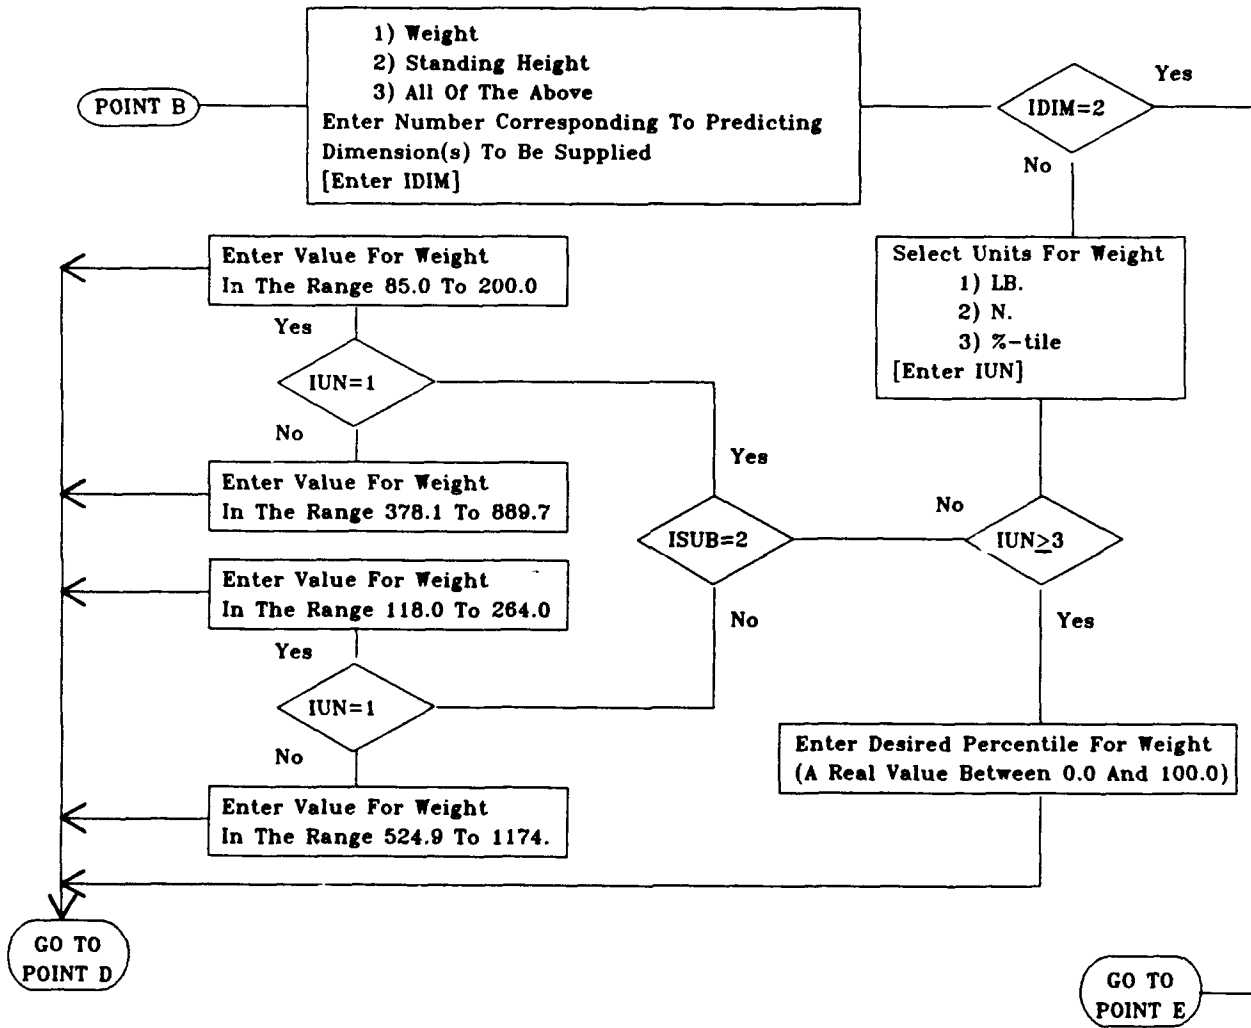 POINT B
1) Weight
2) Standing Height
3) All Of The Above
Enter Number Corresponding To Predicting
Dimension(s) To Be Supplied
[Enter IDIM]
IDIM=2
Yes
No
Select Units For Weight
1) LB.
2) N.
3) %-tile
[Enter IUN]
IUN≥3
No
Yes
ISUB=2
Yes
No
Enter Value For Weight
In The Range 85.0 To 200.0
Yes
IUN=1
No
Enter Value For Weight
In The Range 378.1 To 889.7
Enter Value For Weight
In The Range 118.0 To 264.0
Yes
IUN=1
No
Enter Value For Weight
In The Range 524.9 To 1174.
Enter Desired Percentile For Weight
(A Real Value Between 0.0 And 100.0)
GO TO
POINT D
GO TO
POINT E